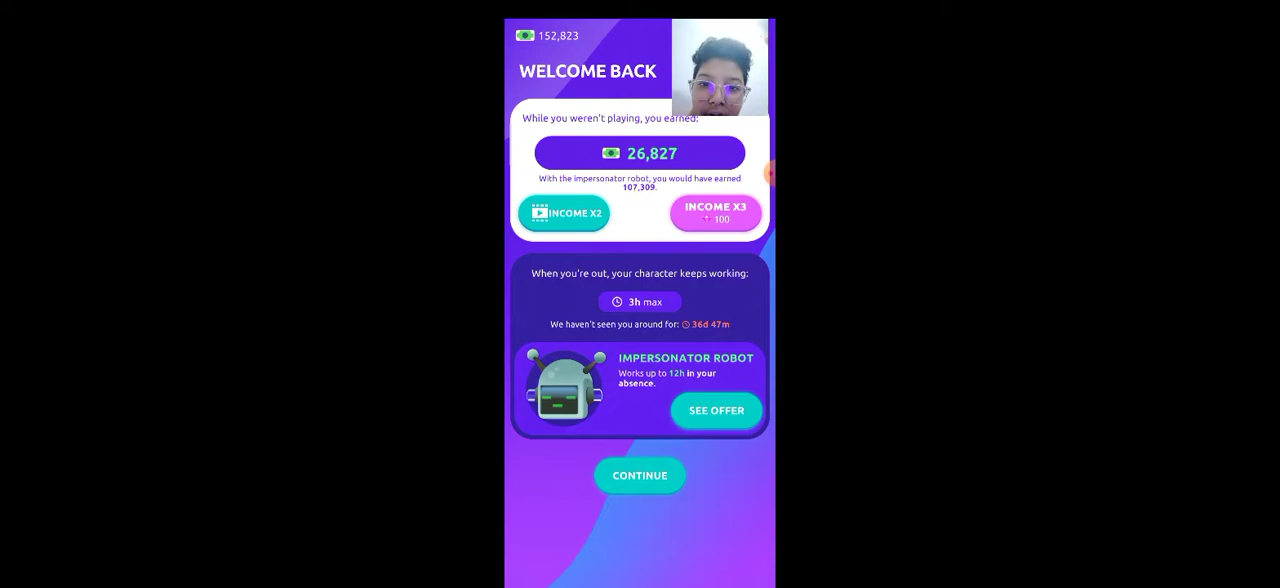 152,823
WELCOME BACK
While you weren't playing, you earned:
26,827
With the impersonator robot, you would have earned
107,309.
INCOME X2
INCOME X3
100
When you're out, your character keeps working:
3h max
We haven't seen you around for: 36d 47m
IMPERSONATOR ROBOT
Works up to 12h in your
absence.
SEE OFFER
CONTINUE